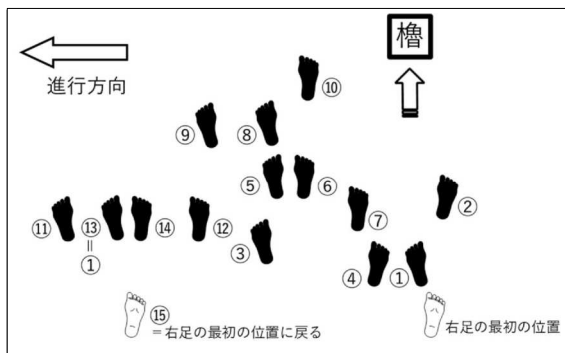 櫓
進行方向
⑩
⑨ ⑧
⑤ ⑥
② 
⑦
⑪ ⑬ ⑭ ⑫
③
=
①
④ ①
⑮
=右足の最初の位置に戻る
右足の最初の位置